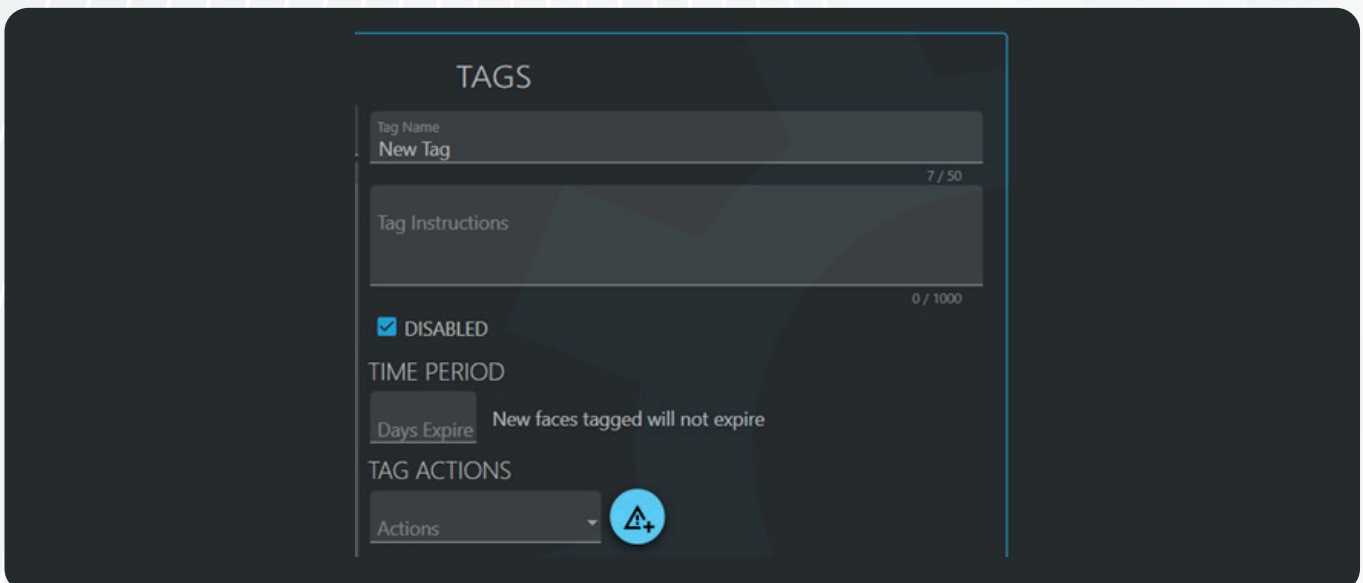 TAGS
Tag Name
New Tag
7 / 50
Tag Instructions
0 / 1000
DISABLED
TIME PERIOD
Days Expire
New faces tagged will not expire
TAG ACTIONS
Actions